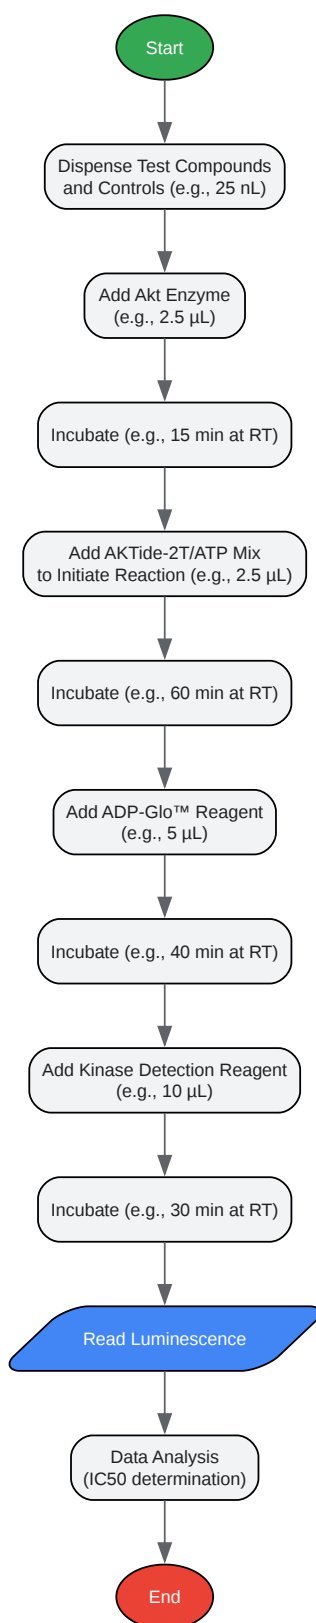 Start
Dispense Test Compounds
and Controls (e.g., 25 nL)
Add Akt Enzyme
(e.g., 2.5 µL)
Incubate (e.g., 15 min at RT)
Add AKTide-2T/ATP Mix
to Initiate Reaction (e.g., 2.5 µL)
Incubate (e.g., 60 min at RT)
Add ADP-Glo™ Reagent
(e.g., 5 µL)
Incubate (e.g., 40 min at RT)
Add Kinase Detection Reagent
(e.g., 10 µL)
Incubate (e.g., 30 min at RT)
Read Luminescence
Data Analysis
(IC50 determination)
End